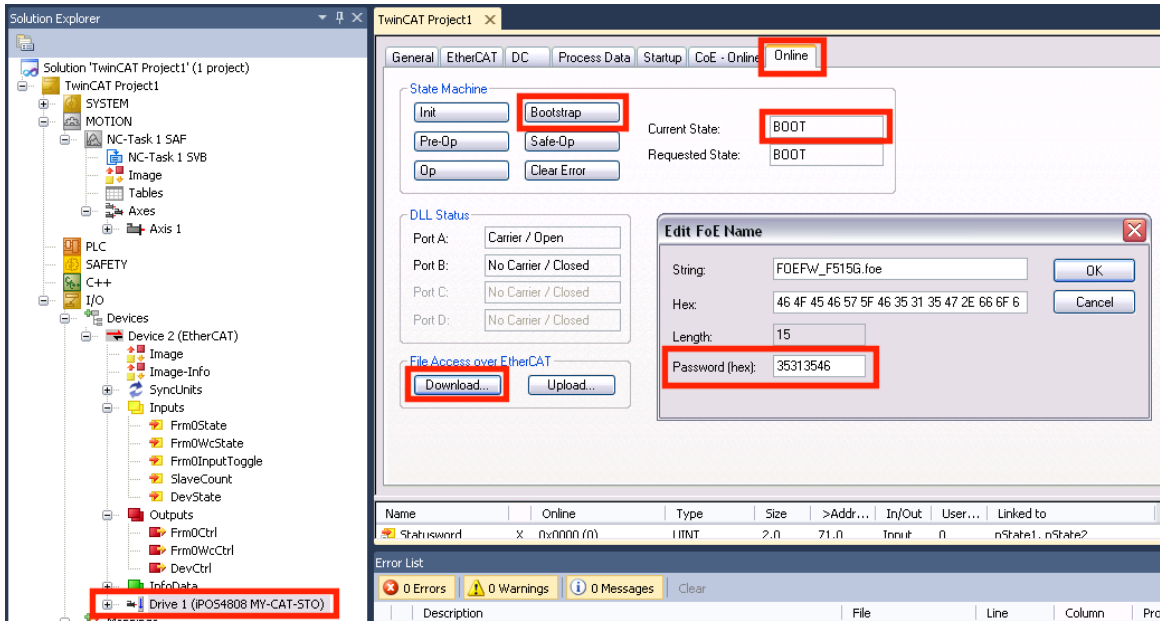 Solution Explorer
Solution 'TwinCAT Project1' (1 project)
TwinCAT Project1
SYSTEM
MOTION
NC-Task 1 SAF
NC-Task 1 SVB
Image
Tables
Axes
Axis 1
PLC
SAFETY
C++
I/O
Devices
Device 2 (EtherCAT)
Image
Image-Info
SyncUnits
Inputs
Frm0State
Frm0WcState
Frm0InputToggle
SlaveCount
DevState
Outputs
Frm0Ctrl
Frm0WcCtrl
DevCtrl
InfoData
Drive 1 (iPOS4808 MY-CAT-STO)
Mappings
TwinCAT Project1
General EtherCAT DC Process Data Startup CoE - Online Online
State Machine
Init Bootstrap
Pre-Op Safe-Op
Op Clear Error
Current State: BOOT
Requested State: BOOT
DLL Status
Port A: Carrier / Open
Port B: No Carrier / Closed
Port C: No Carrier / Closed
Port D: No Carrier / Closed
File Access over EtherCAT
Download... Upload...
Edit FoE Name
String: FOEFW_F515G.foe OK
Hex: 46 4F 45 46 57 5F 46 35 31 35 47 2E 66 6F 6 Cancel
Length: 15
Password (hex): 35313546
Name Online Type Size >Addr... In/Out User... Linked to
Statusword X 0x0000 (0) UINT 2.0 71.0 Input 0 nState1, nState2
Error List
0 Errors 0 Warnings 0 Messages Clear
Description File Line Column Pro